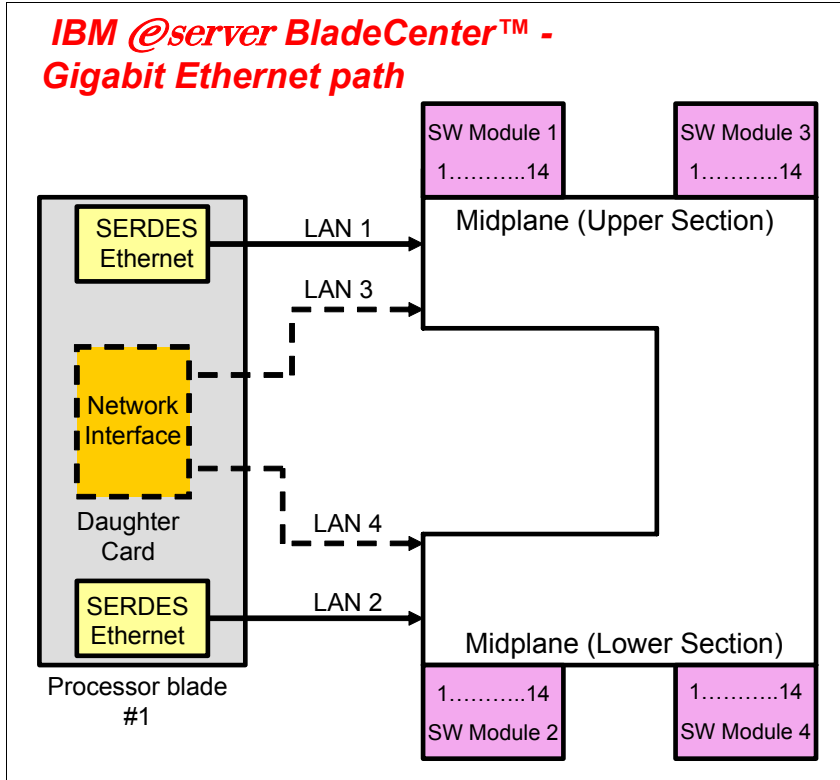 IBM eserver BladeCenter™ -
Gigabit Ethernet path
SW Module 1
1………..14
SW Module 3
1………..14
Midplane (Upper Section)
SERDES
Ethernet
LAN 1
LAN 3
Network
Interface
Daughter
Card
LAN 4
SERDES
Ethernet
LAN 2
Midplane (Lower Section)
Processor blade
#1
1………..14
SW Module 2
1………..14
SW Module 4